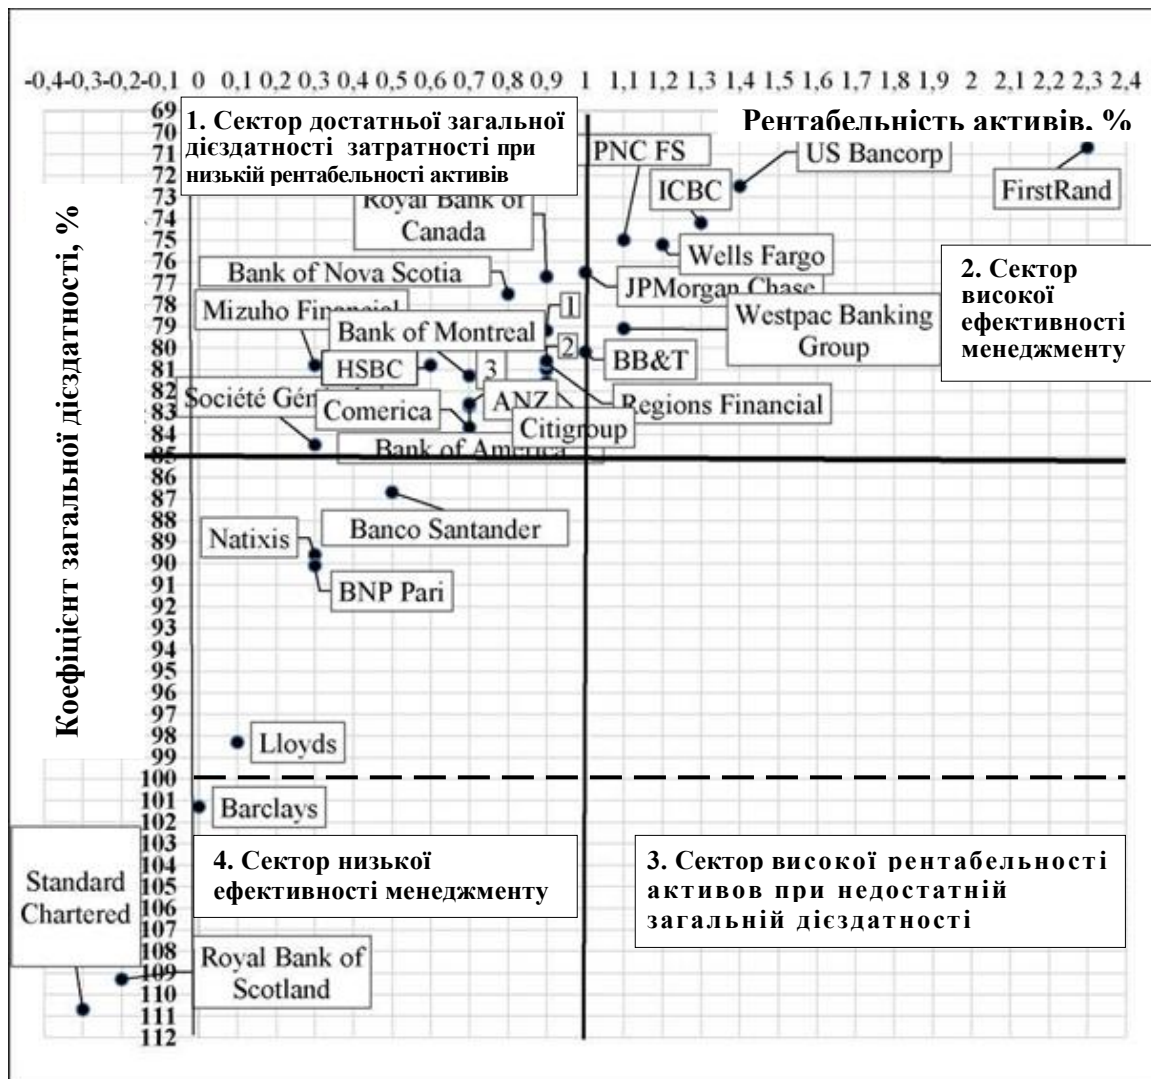 -0,4 -0,3 -0,2 -0,1 0 0,1 0,2 0,3 0,4 0,5 0,6 0,7 0,8 0,9 1 1,1 1,2 1,3 1,4 1,5 1,6 1,7 1,8 1,9 2 2,1 2,2 2,3 2,4
Рентабельність активів, %
Коефіцієнт загальної дієздатності, %
69
70
71
72
73
74
75
76
77
78
79
80
81
82
83
84
85
86
87
88
89
90
91
92
93
94
95
96
97
98
99
100
101
102
103
104
105
106
107
108
109
110
111
112
1. Сектор достатньої загальної
дієздатності затратності при
низькій рентабельності активів
PNC FS
US Bancorp
ICBC
FirstRand
Royal Bank of
Canada
Wells Fargo
Bank of Nova Scotia
JPMorgan Chase
2. Сектор
високої
ефективності
менеджменту
Mizuho Financial
1
Bank of Montreal
Westpac Banking
Group
2
BB&T
HSBC
3
Société
ANZ
Regions Financial
Comerica
Citigroup
Bank of America
Banco Santander
Natixis
BNP Pari
Lloyds
Barclays
4. Сектор низької
ефективності менеджменту
3. Сектор високої рентабельності
активов при недостатній
загальній дієздатності
Standard
Chartered
Royal Bank of
Scotland